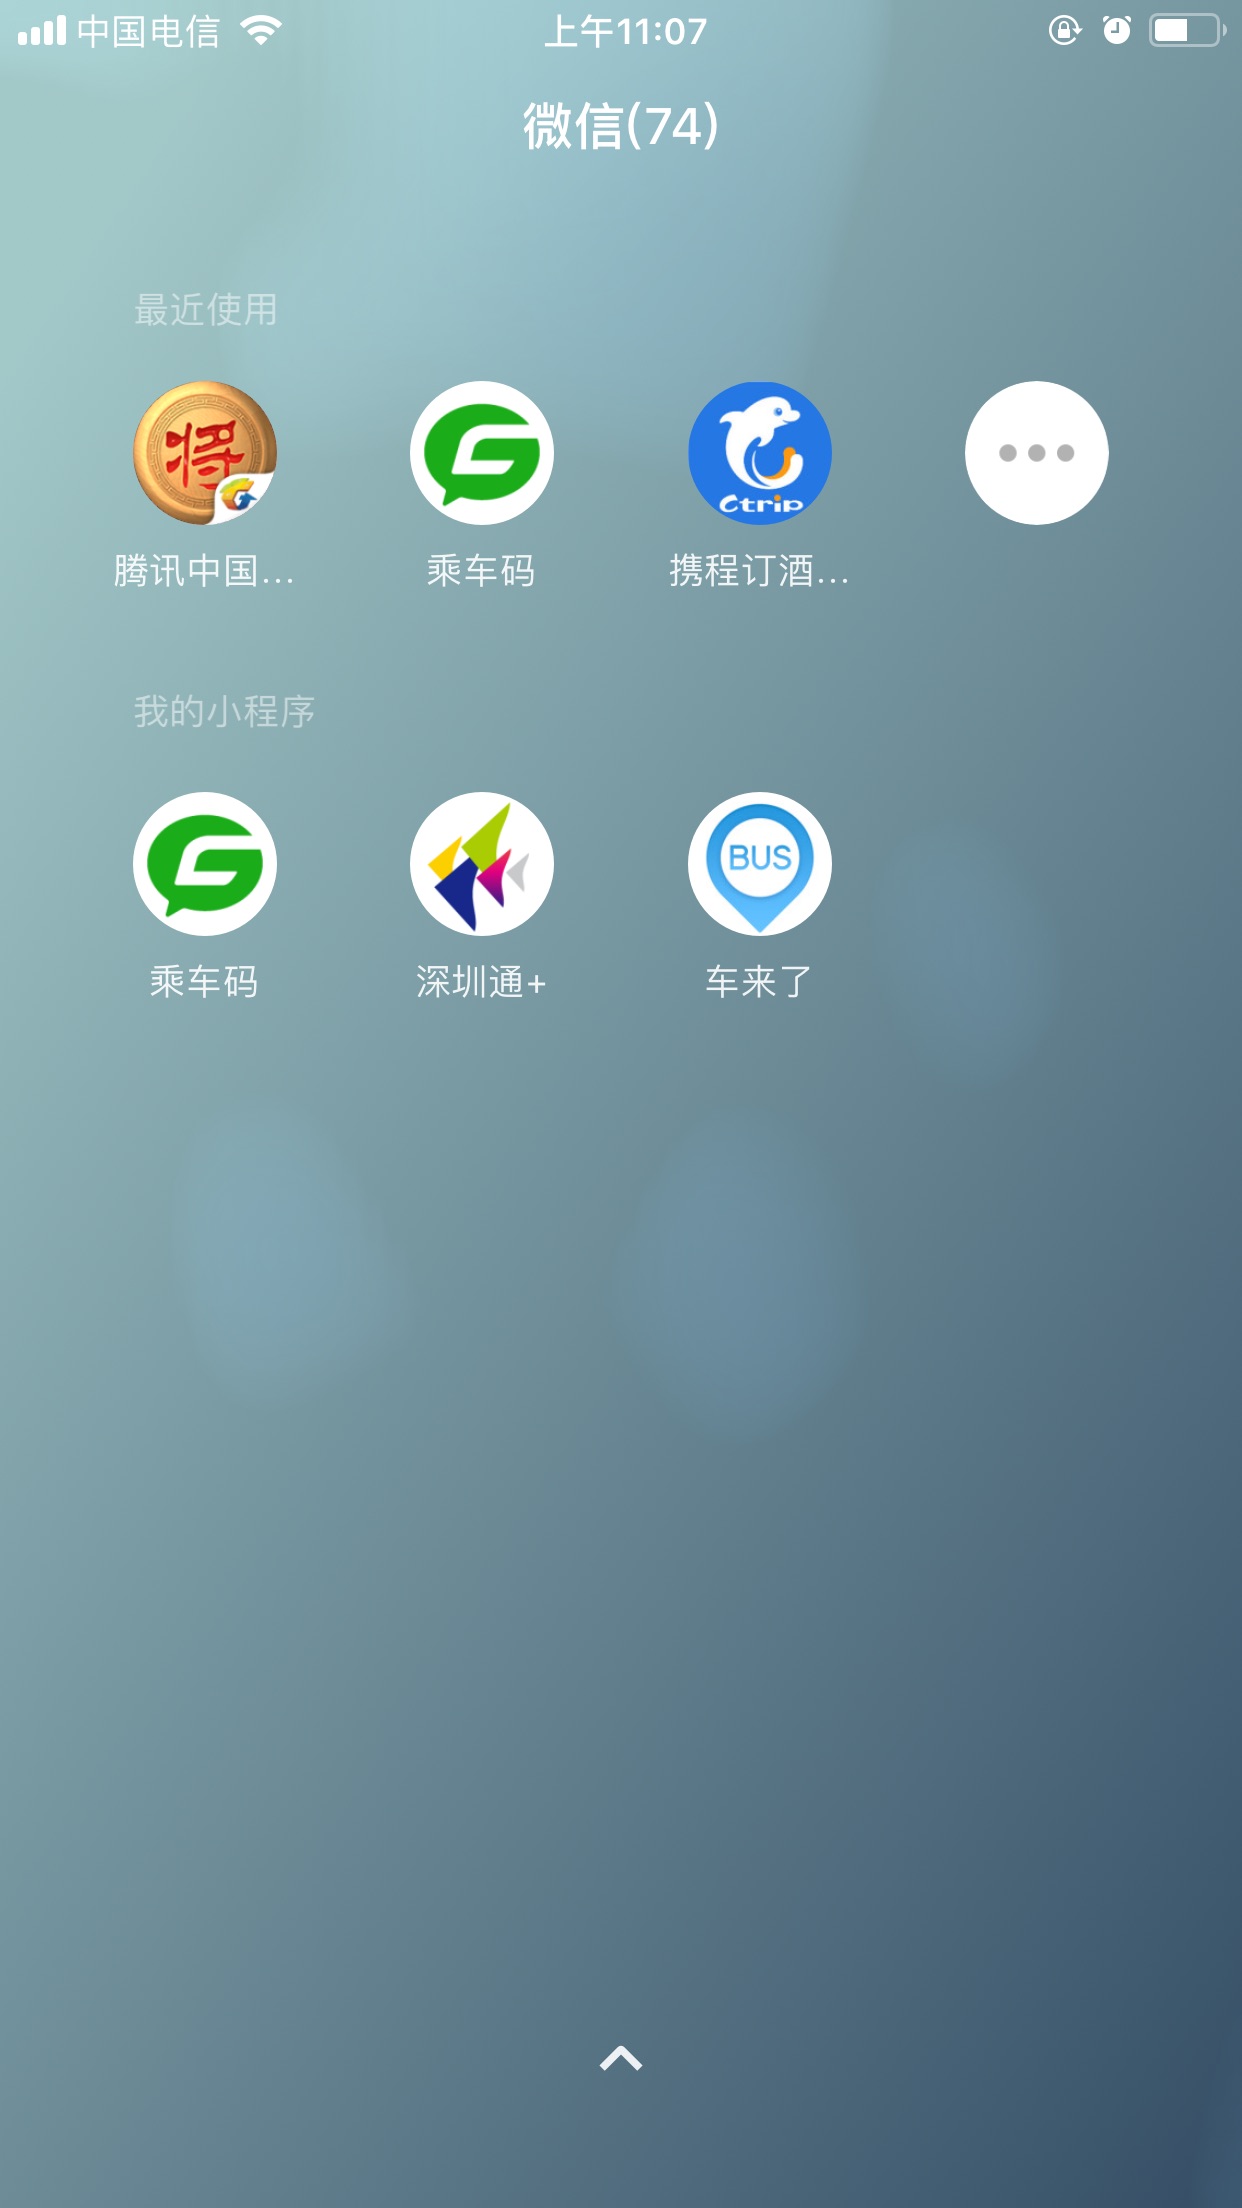 中国电信 上午11:07
微信(74)
最近使用
将
Ctrip
腾讯中国... 乘车码 携程订酒...
我的小程序
BUS
乘车码 深圳通+ 车来了